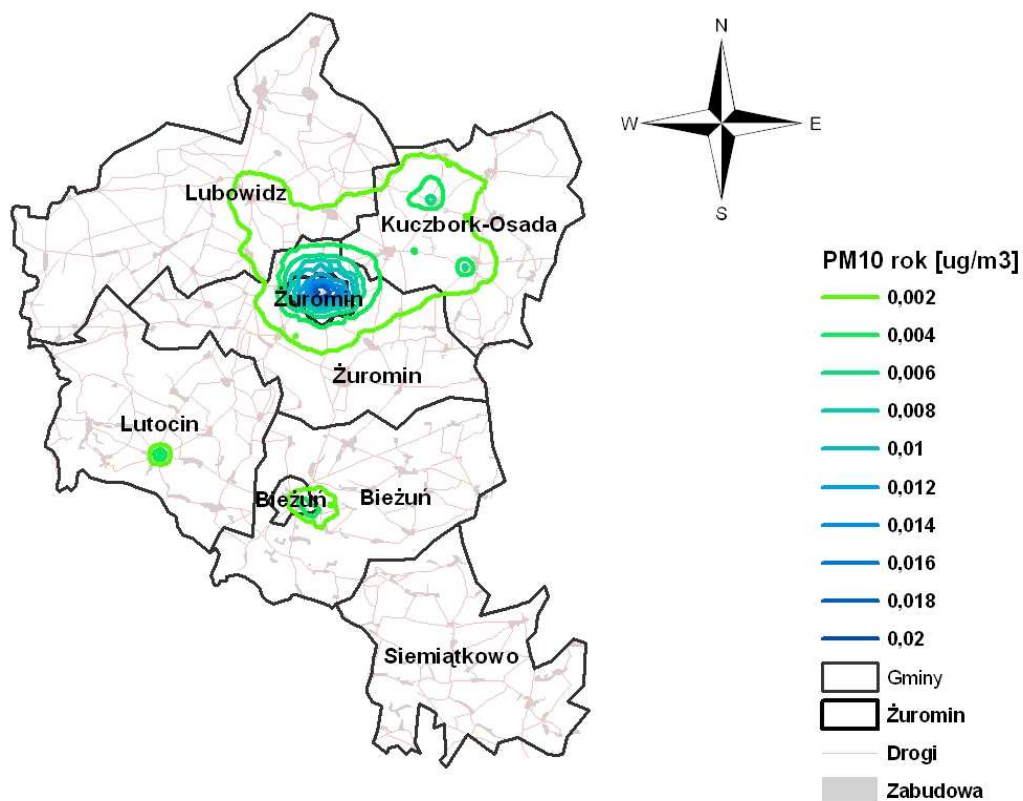 N
W
E
S
Lubowidz
Kuczbork-Osada
Żuromin
Żuromin
Lutocin
Bieżuń
Bieżuń
Siemiątkowo
PM10 rok [ug/m3]
0,002
0,004
0,006
0,008
0,01
0,012
0,014
0,016
0,018
0,02
Gminy
Żuromin
Drogi
Zabudowa